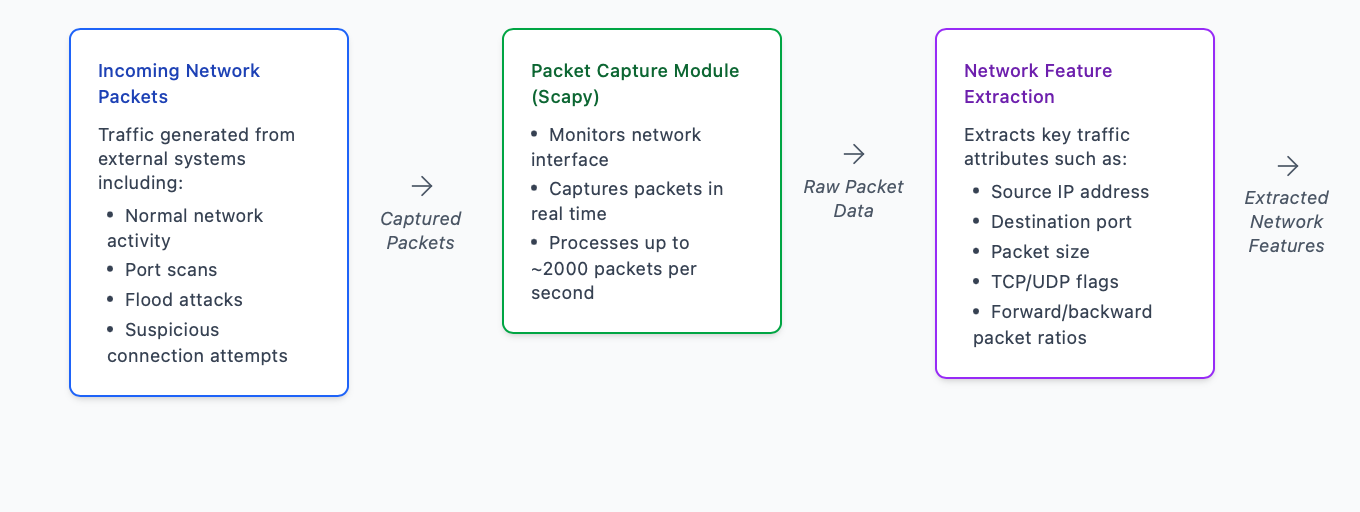 Incoming Network
Packets
Traffic generated from
external systems
including:
• Normal network
activity
• Port scans
• Flood attacks
• Suspicious
connection attempts
→
Captured
Packets
Packet Capture Module
(Scapy)
• Monitors network
interface
• Captures packets in
real time
• Processes up to
~2000 packets per
second
→
Raw Packet
Data
Network Feature
Extraction
Extracts key traffic
attributes such as:
• Source IP address
• Destination port
• Packet size
• TCP/UDP flags
• Forward/backward
packet ratios
→
Extracted
Network
Features